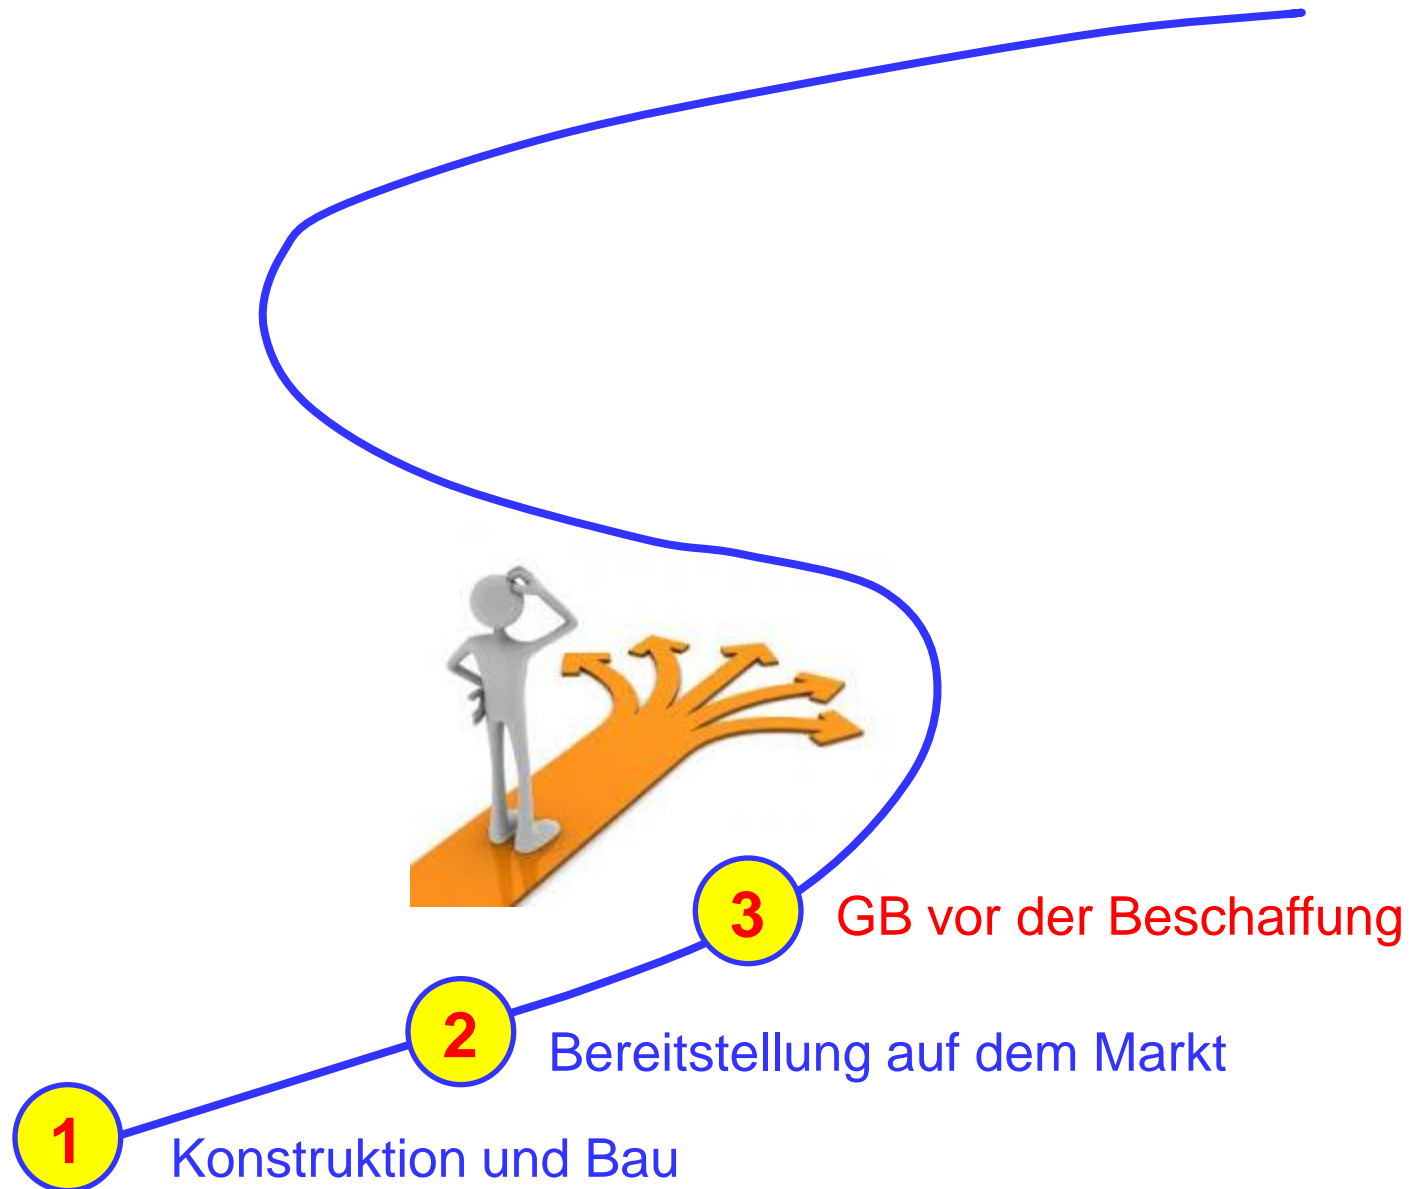 3 GB vor der Beschaffung
2 Bereitstellung auf dem Markt
1 Konstruktion und Bau